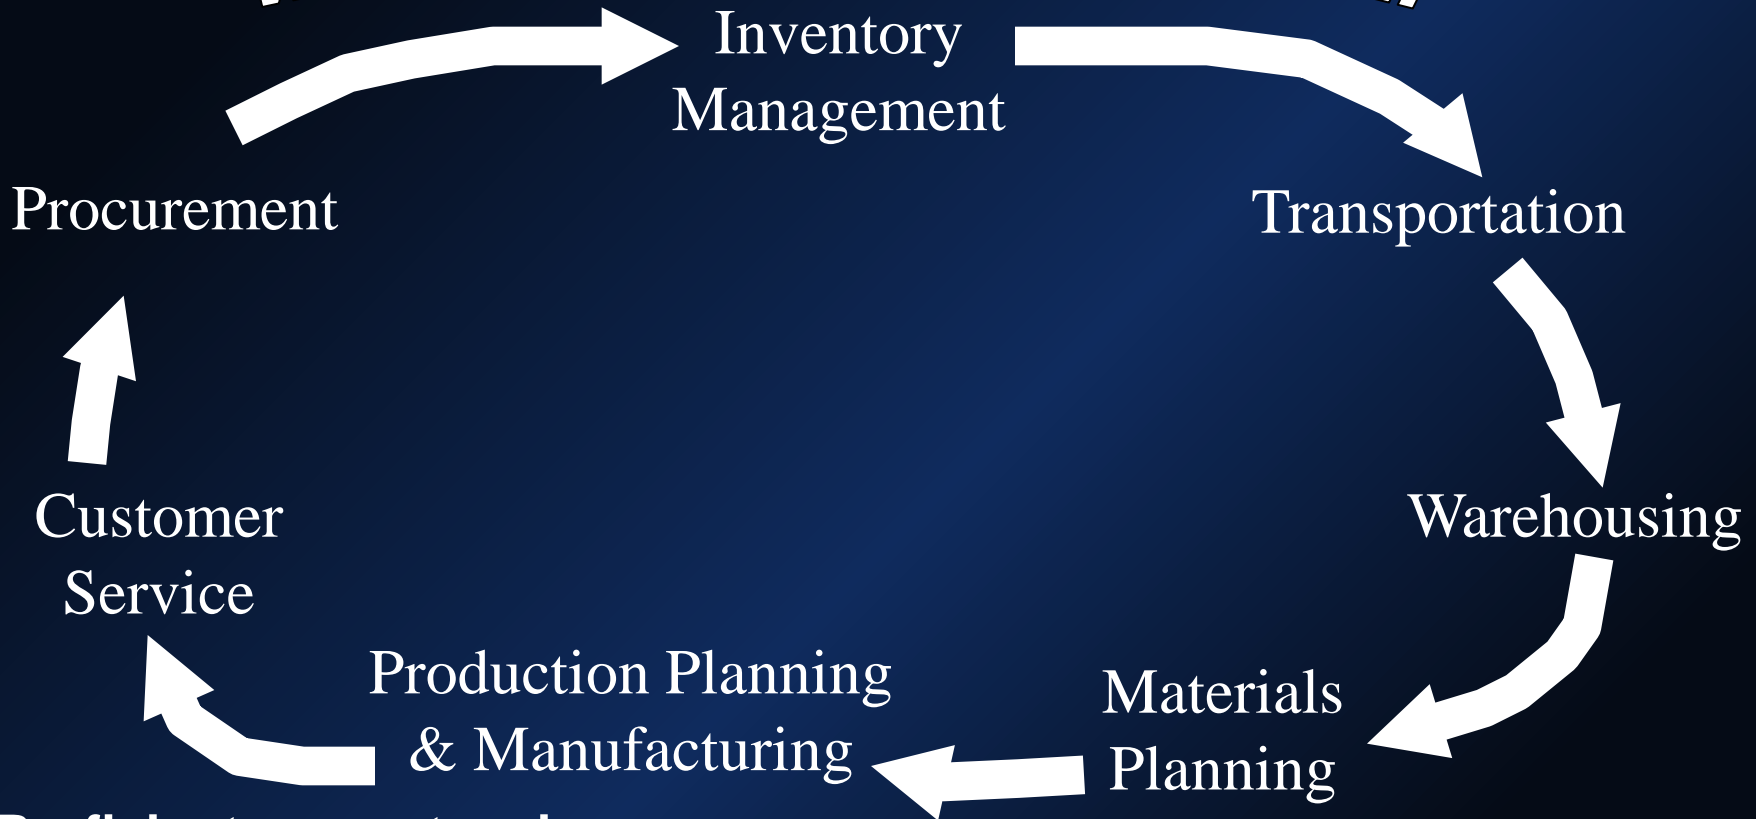 Inventory
Management
Procurement
Transportation
Customer
Service
Warehousing
Production Planning
& Manufacturing
Materials
Planning